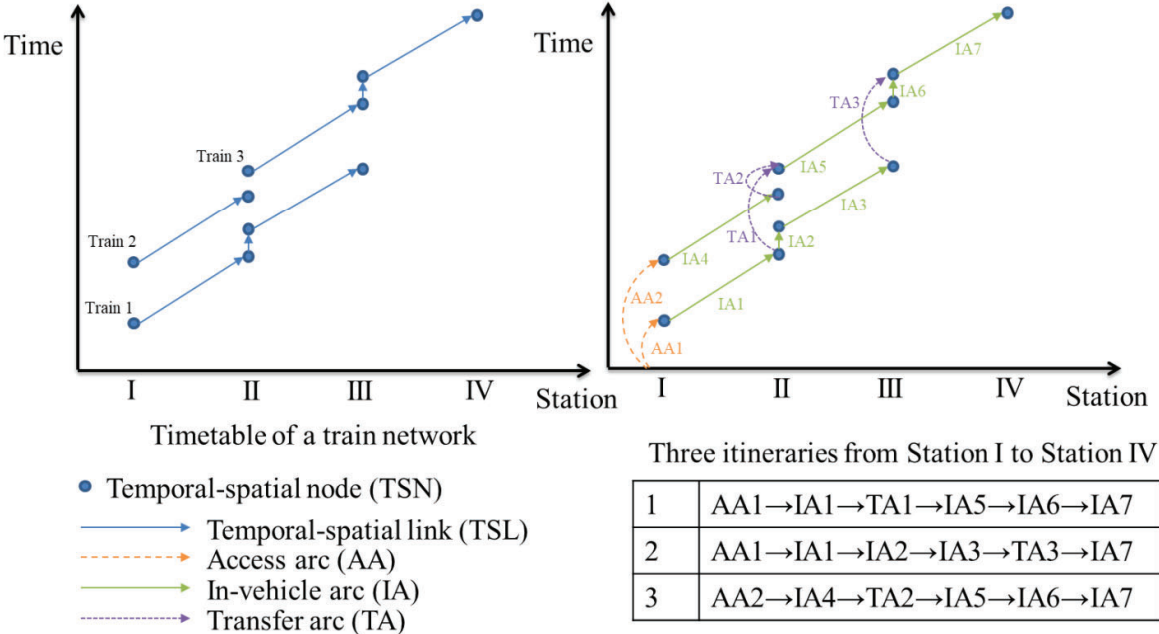 Time
Train 3
Train 2
Train 1
I II III IV
Station
Timetable of a train network
Temporal-spatial node (TSN)
Temporal-spatial link (TSL)
Access arc (AA)
In-vehicle arc (IA)
Transfer arc (TA)
Time
IA7
TA3
IA6
TA2
IA5
IA3
TA1
IA2
IA4
AA2
IA1
AA1
I II III IV
Station
Three itineraries from Station I to Station IV
1 AA1→IA1→TA1→IA5→IA6→IA7
2 AA1→IA1→IA2→IA3→TA3→IA7
3 AA2→IA4→TA2→IA5→IA6→IA7